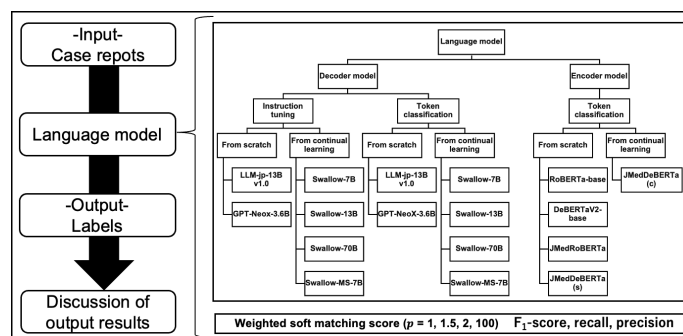 -Input-
Case repots
Language model
-Output-
Labels
Discussion of
output results
Language model
Decoder model
Encoder model
Instruction
tuning
Token
classification
Token
classification
From scratch
From continual
learning
From scratch
From continual
learning
From scratch
From continual
learning
LLM-jp-13B
v1.0
GPT-Neox-3.6B
Swallow-7B
Swallow-13B
Swallow-70B
Swallow-MS-7B
LLM-jp-13B
v1.0
GPT-NeoX-3.6B
Swallow-7B
Swallow-13B
Swallow-70B
Swallow-MS-7B
RoBERTa-base
DeBERTaV2-
base
JMedRoBERTa
JMedDeBERTa
(s)
JMedDeBERTa
(c)
Weighted soft matching score (p = 1, 1.5, 2, 100) F₁-score, recall, precision